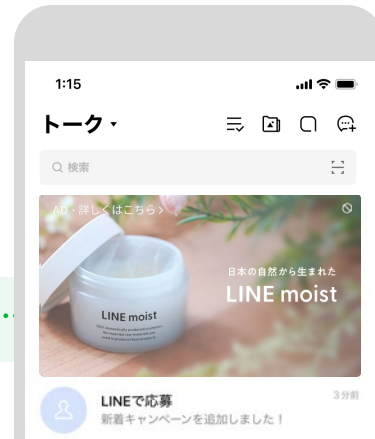 1:15
トーク
検索
AD・詳しくはこちら>
日本の自然から生まれた
LINE moist
LINE moist
LINEで応募
3分前
新着キャンペーンを追加しました！